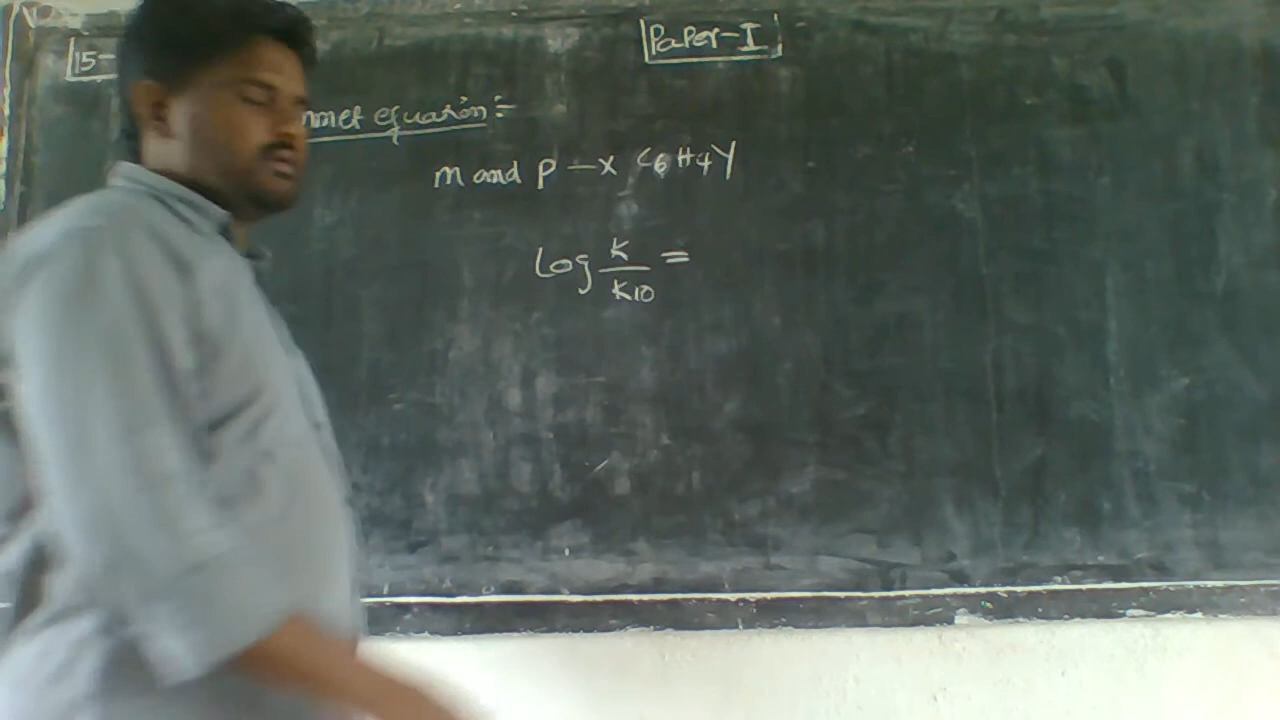 Paper-I
15-
mmet equation:-
m and p - x C6H4Y
Log K/K10 =